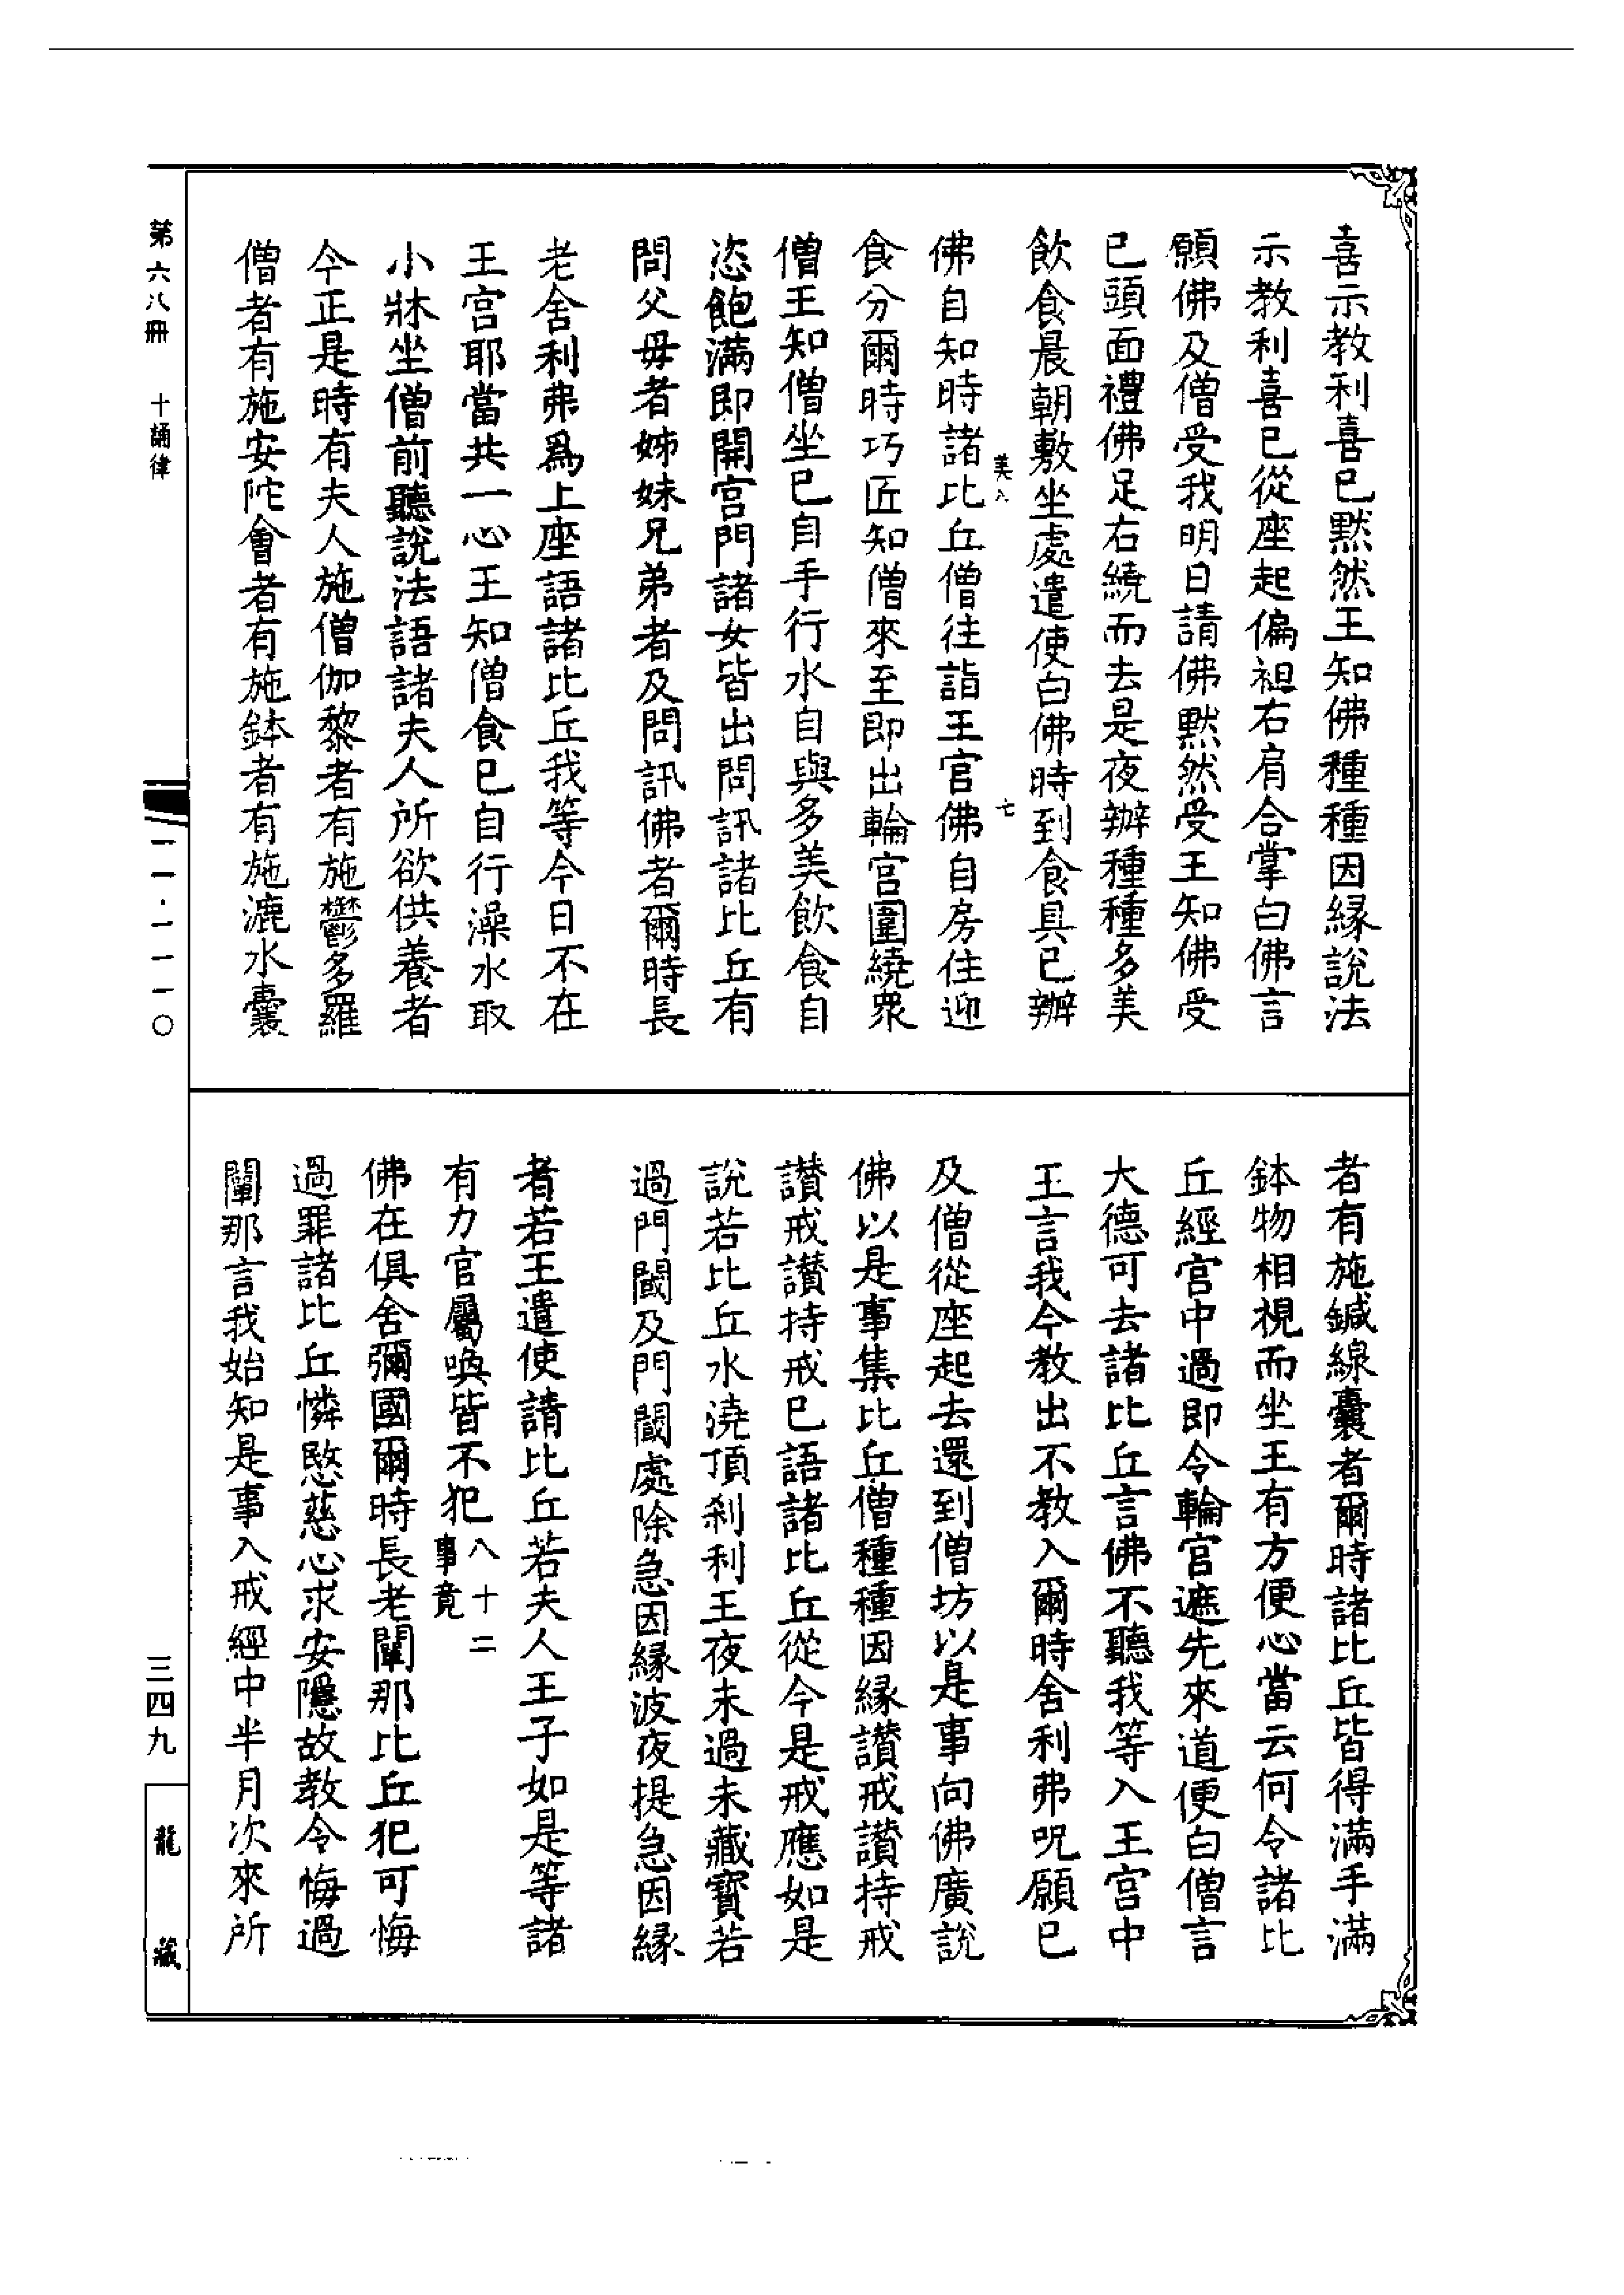 喜示教利喜已默然王知佛種種因緣說法
示教利喜已從座起偏袒右肩合掌白佛言
願佛及僧受我明日請佛默然受王知佛受
已頭面禮佛足右繞而去是夜辦種種多美
飲食晨朝敷坐處遣使白佛時到食具已辦
美八 七
佛自知時諸比丘僧往詣王官佛自房住迎
食分爾時巧匠知僧來至即出輪宫圍繞衆
僧王知僧坐已自手行水自與多美飲食自
恣飽滿即開宫門諸女皆出問訊諸比丘有
問父毋者姊妹兄弟者及問訊佛者爾時長
老舍利弗爲上座語諸比丘我等今日不在
王宫耶當共一心王知僧食已自行澡水取
小牀坐僧前聽說法語諸夫人所欲供養者
今正是時有夫人施僧伽黎者有施鬱多羅
僧者有施安陀會者有施鉢者有施漉水囊
者有施鍼線囊者爾時諸比丘皆得滿手滿
鉢物相視而坐王有方便心當云何令諸比
丘經宫中過即令輪官遮先來道便白僧言
大德可去諸比丘言佛不聽我等入王宫中
王言我今教出不教入爾時舍利弗呪願已
及僧從座起去還到僧坊以是事向佛廣說
佛以是事集比丘僧種種因緣讃戒讃持戒
讃戒讃持戒已語諸比丘從今是戒應如是
說若比丘水澆頂刹利王夜未過未藏寶若
過門閫及門閫處除急因緣波夜提急因緣
者若王遣使請比丘若夫人王子如是等諸
有力官屬喚皆不犯八十二事竟
佛在俱舍彌國爾時長老闡那比丘犯可悔
過罪諸比丘憐愍慈心求安隱故教令悔過
闡那言我始知是事入戒經中半月次來所
第六八冊 十誦律
一一·一一一〇
三四九
龍藏